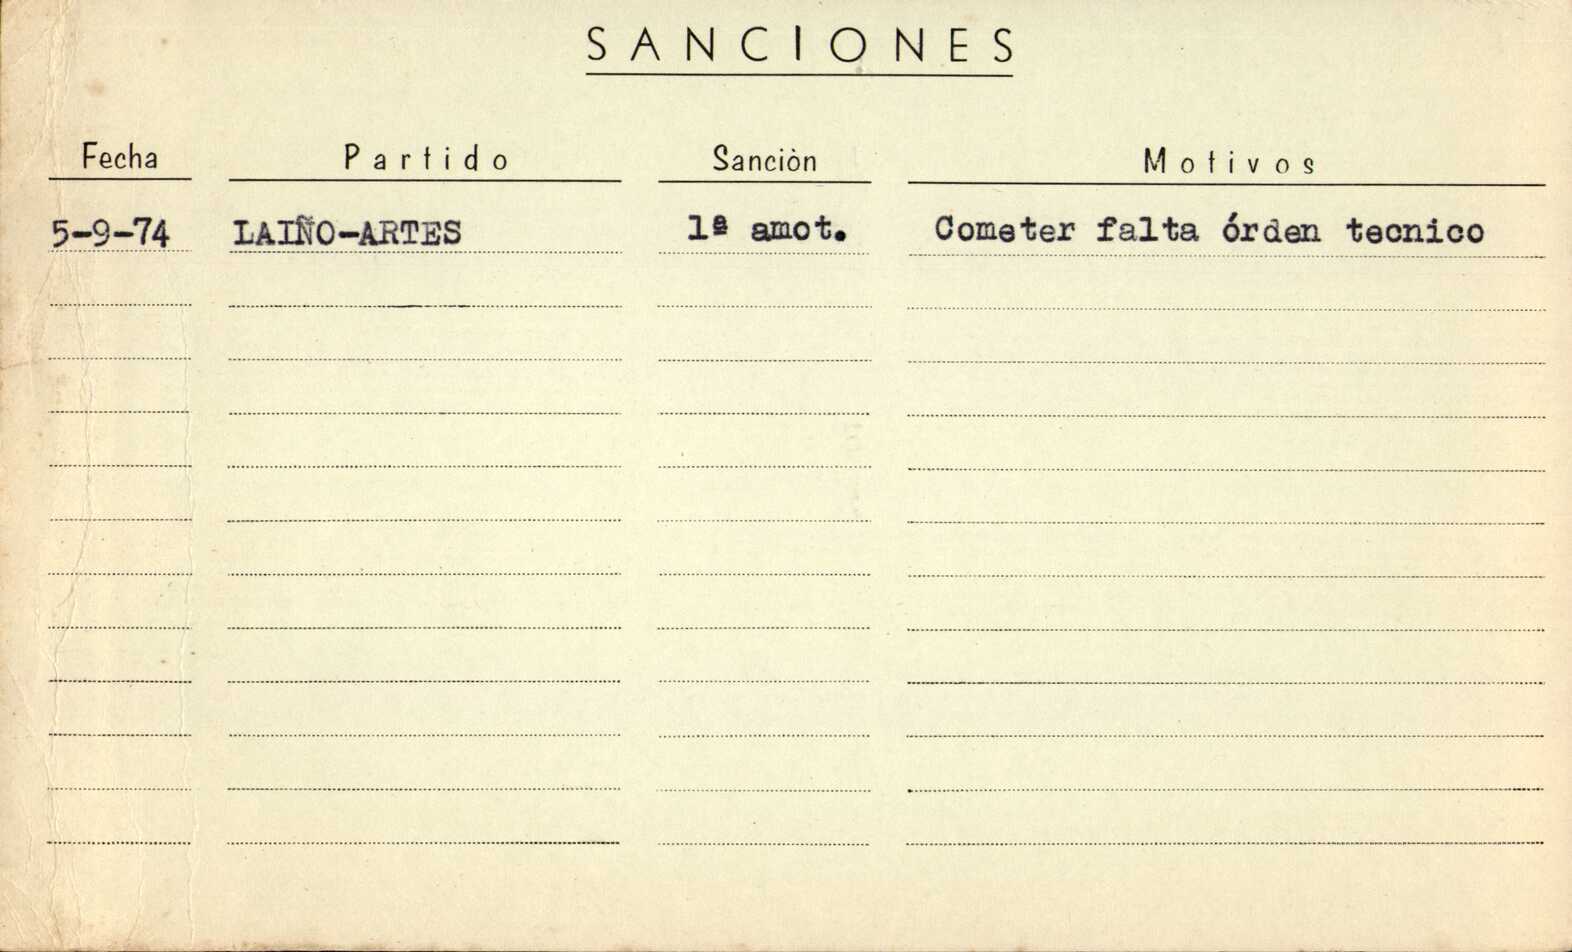 SANCIONES
Fecha Partido Sanciòn Motivos
5-9-74 LAIÑO-ARTES 1ª amot. Cometer falta órden tecnico